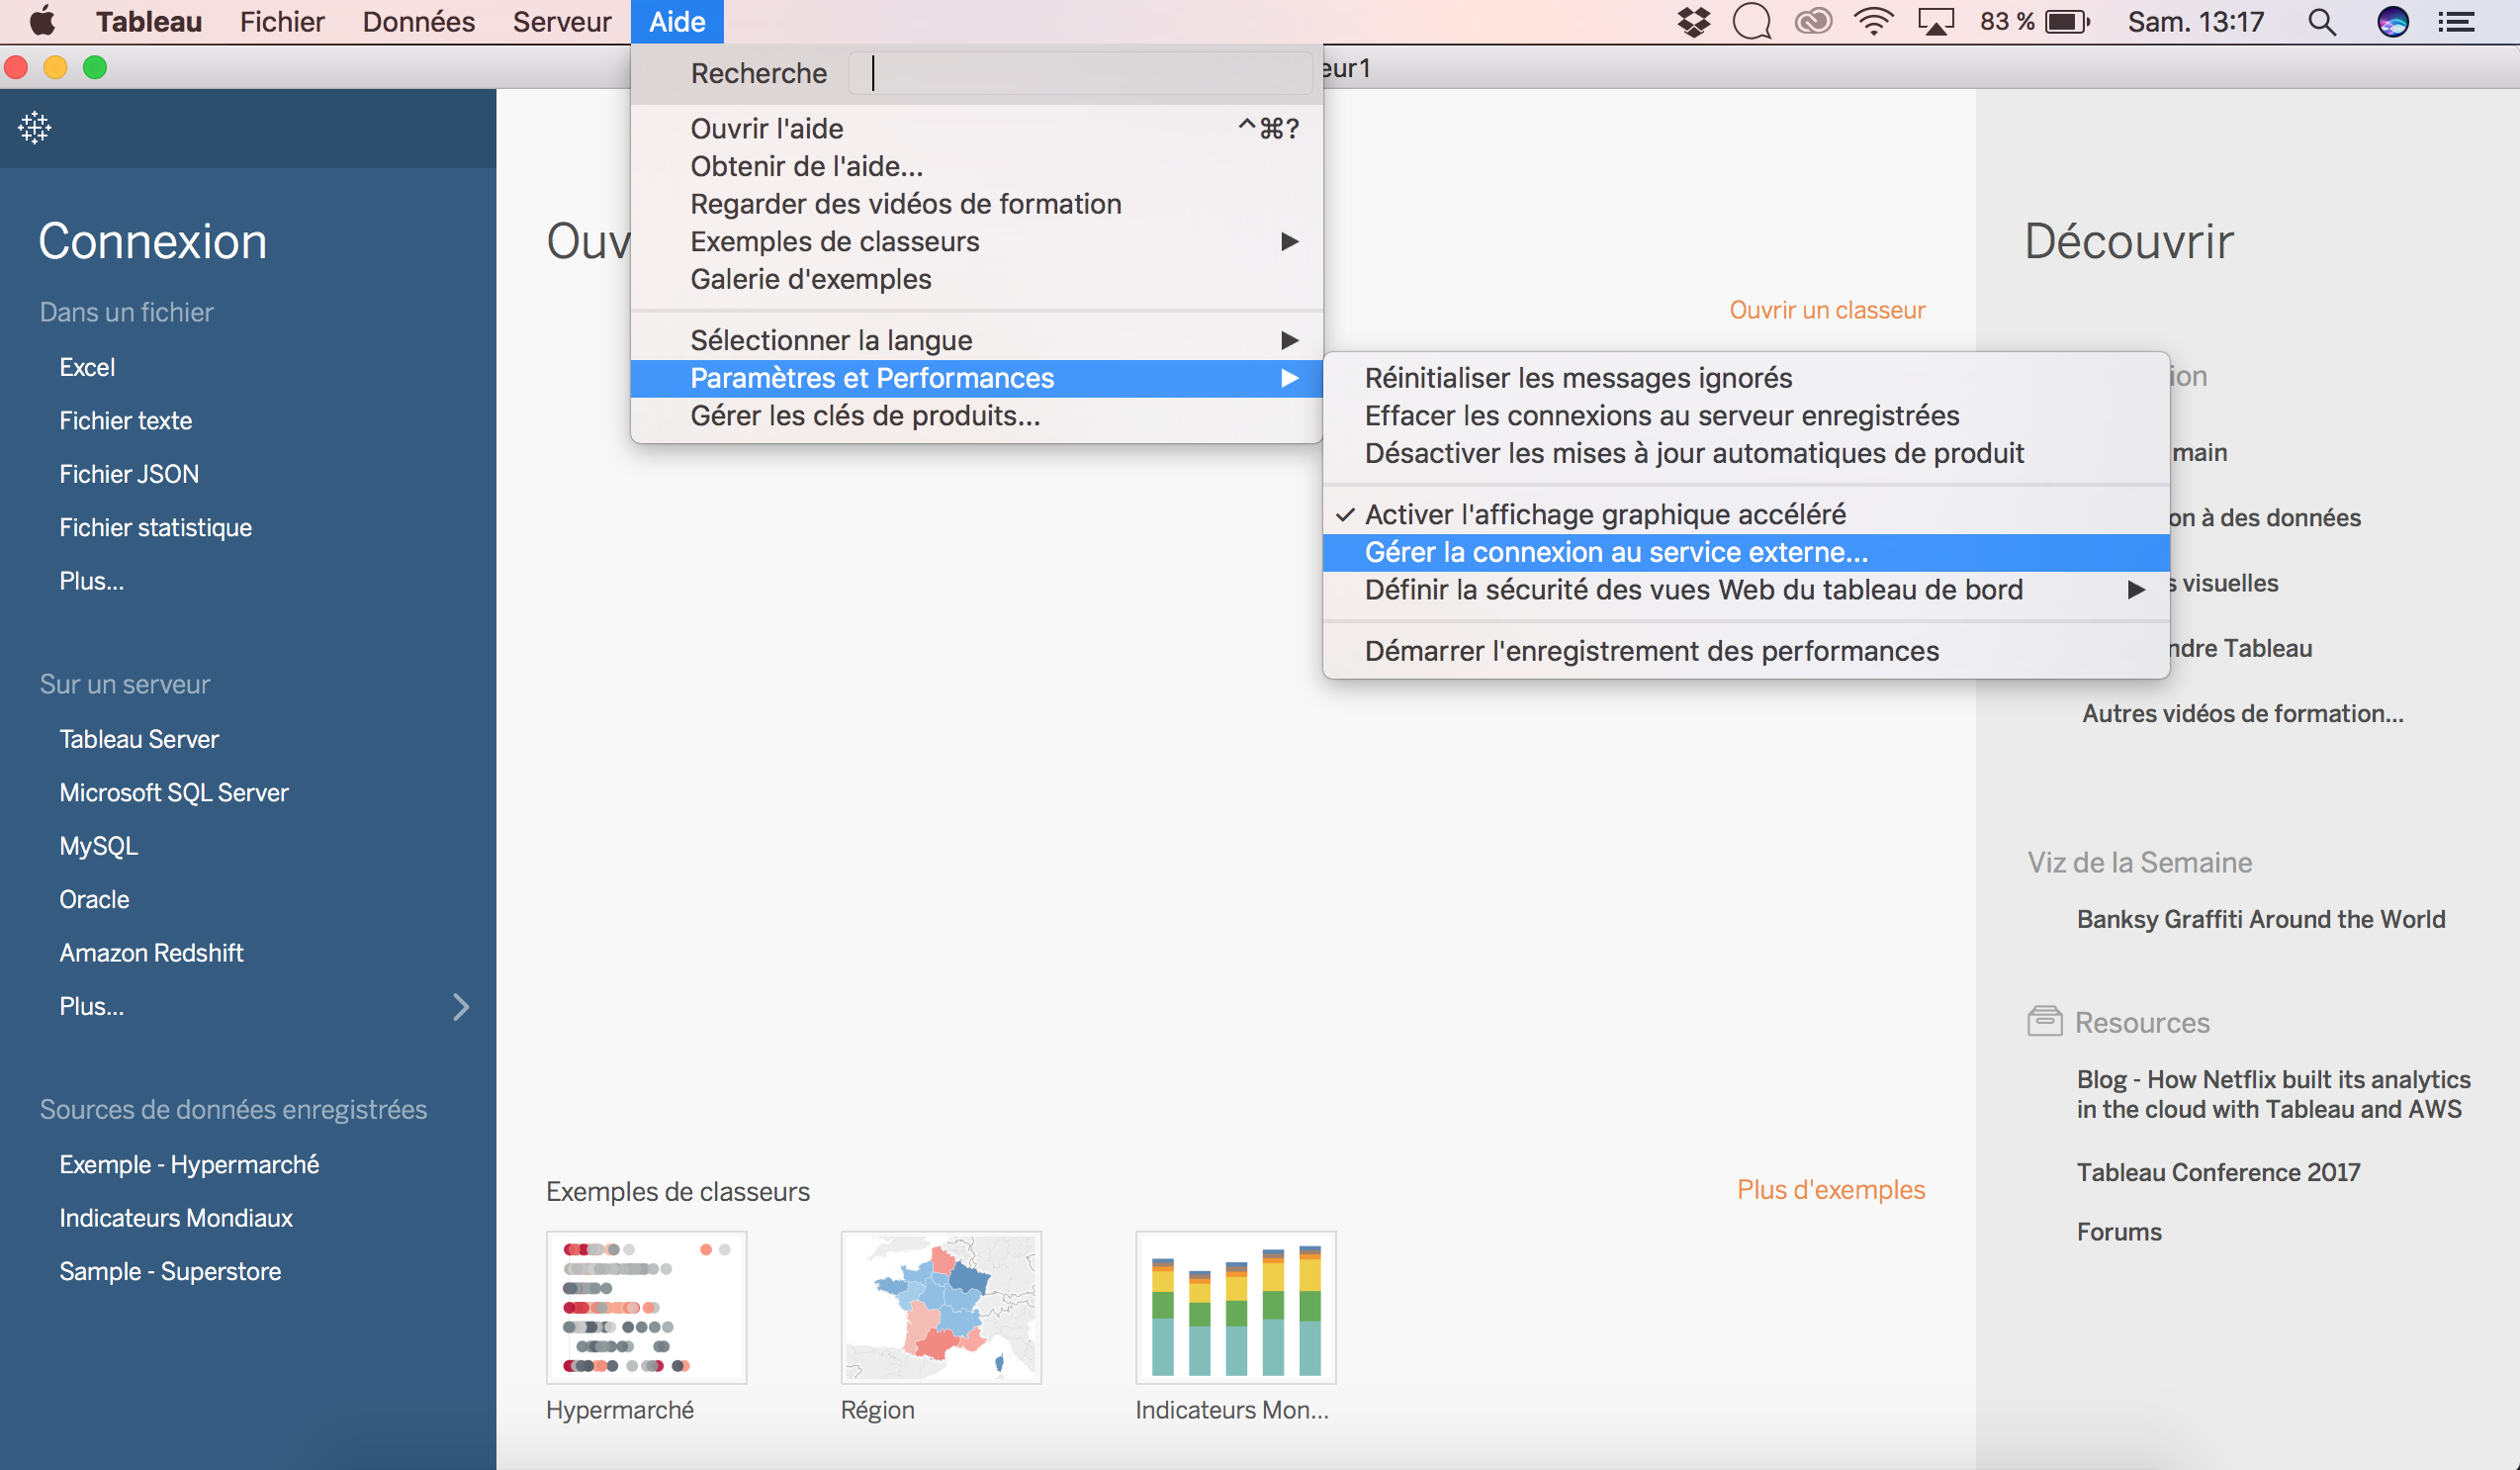 Tableau Fichier Données Serveur Aide 83 % Sam. 13:17
Recherche
Ouvrir l'aide ^⌘?
Obtenir de l'aide...
Regarder des vidéos de formation
Exemples de classeurs
Galerie d'exemples
Sélectionner la langue
Paramètres et Performances
Gérer les clés de produits...
Réinitialiser les messages ignorés
Effacer les connexions au serveur enregistrées
Désactiver les mises à jour automatiques de produit
✓ Activer l'affichage graphique accéléré
Gérer la connexion au service externe...
Définir la sécurité des vues Web du tableau de bord
Démarrer l'enregistrement des performances
eur1
Connexion
Dans un fichier
Excel
Fichier texte
Fichier JSON
Fichier statistique
Plus...
Sur un serveur
Tableau Server
Microsoft SQL Server
MySQL
Oracle
Amazon Redshift
Plus...
Sources de données enregistrées
Exemple - Hypermarché
Indicateurs Mondiaux
Sample - Superstore
Ouv
Ouvrir un classeur
Exemples de classeurs
Plus d'exemples
Hypermarché
Région
Indicateurs Mon...
Découvrir
ion
main
on à des données
s visuelles
ndre Tableau
Autres vidéos de formation...
Viz de la Semaine
Banksy Graffiti Around the World
Resources
Blog - How Netflix built its analytics
in the cloud with Tableau and AWS
Tableau Conference 2017
Forums